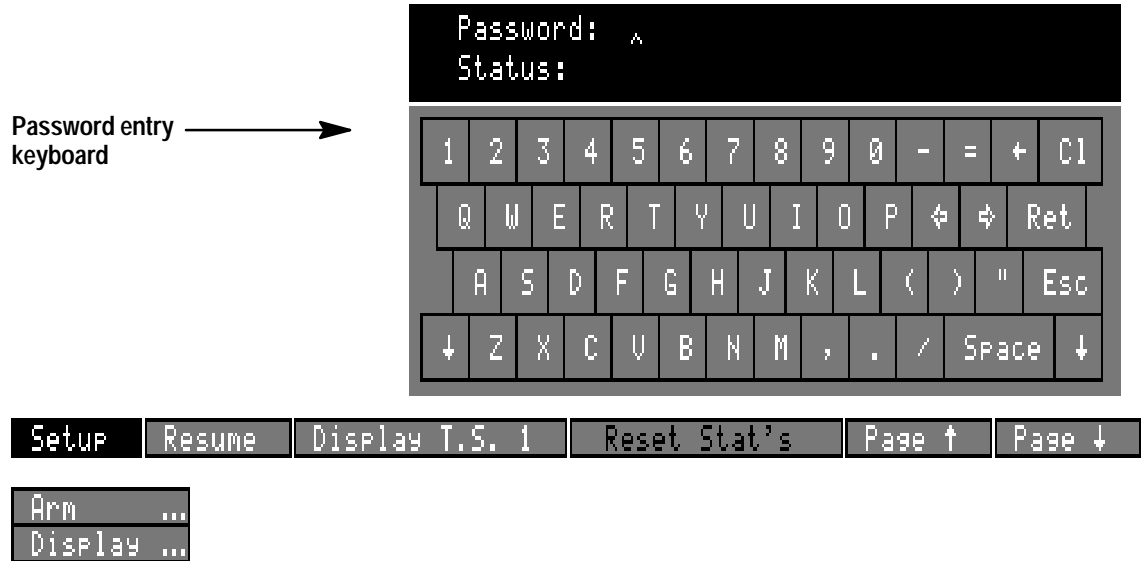 Password: ^
Status:
Password entry
keyboard
1 2 3 4 5 6 7 8 9 0 - = ← Cl
Q W E R T Y U I O P ⇦ ⇨ Ret
A S D F G H J K L ( ) " Esc
↓ Z X C V B N M , . / Space ↓
Setup Resume Display T.S. 1 Reset Stat's Page ↑ Page ↓
Arm ...
Display ...